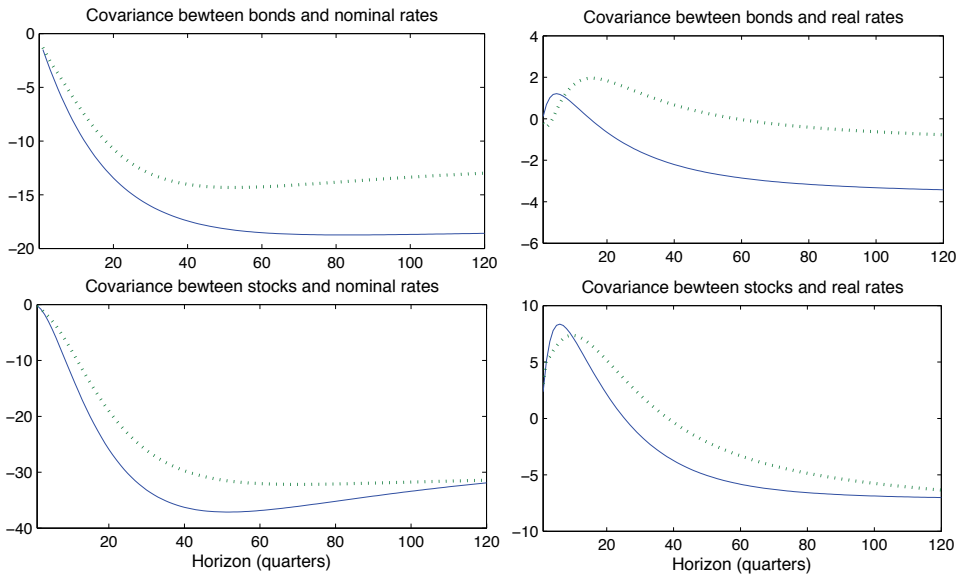 Covariance bewteen bonds and nominal rates
0
−5
−10
−15
−20
20 40 60 80 100 120
Covariance bewteen bonds and real rates
4
2
0
−2
−4
−6
20 40 60 80 100 120
Covariance bewteen stocks and nominal rates
0
−10
−20
−30
−40
20 40 60 80 100 120
Horizon (quarters)
Covariance bewteen stocks and real rates
10
5
0
−5
−10
20 40 60 80 100 120
Horizon (quarters)